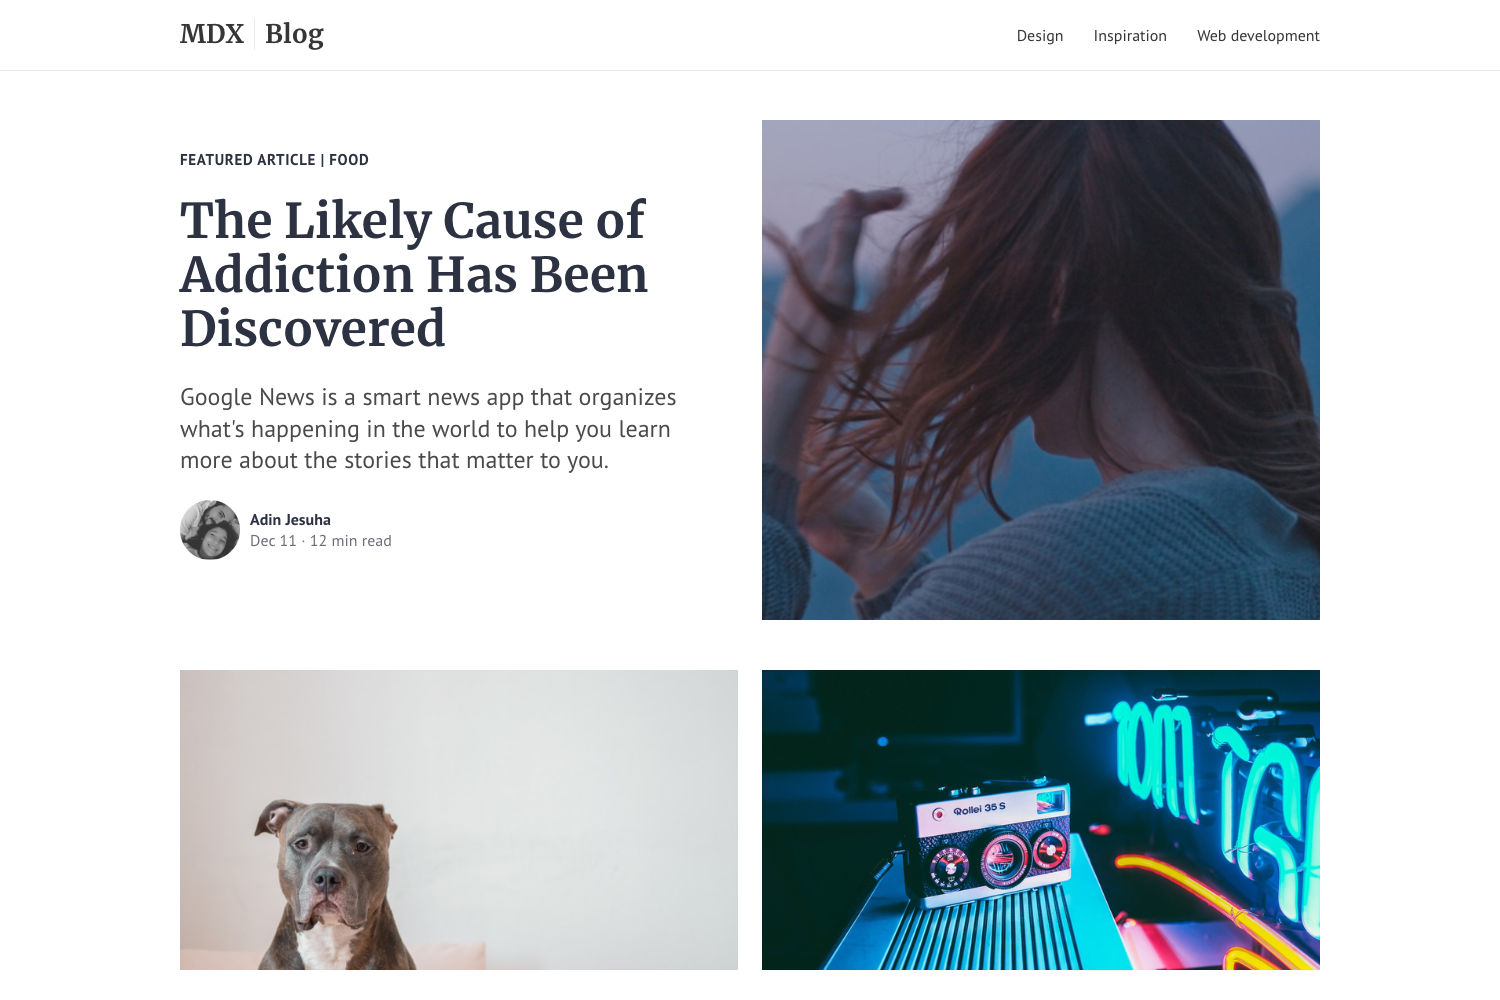 MDX Blog
Design Inspiration Web development
FEATURED ARTICLE | FOOD
The Likely Cause of
Addiction Has Been
Discovered
Google News is a smart news app that organizes
what's happening in the world to help you learn
more about the stories that matter to you.
Adin Jesuha
Dec 11 · 12 min read
Rollei 35 S